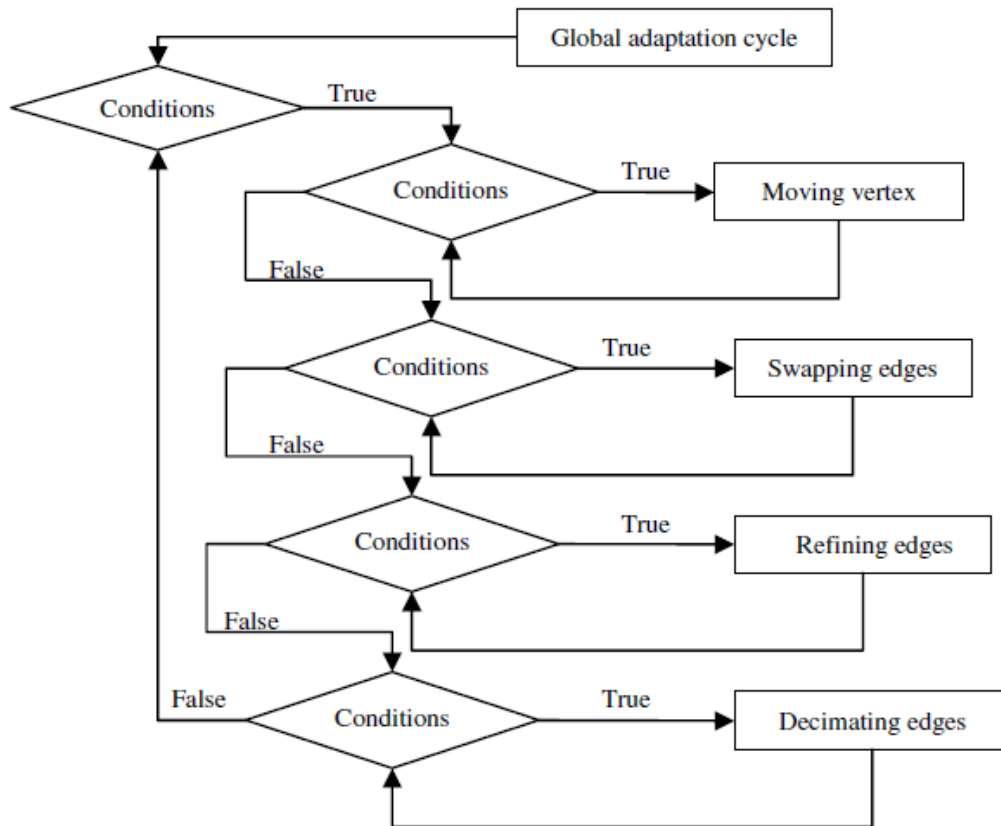 Global adaptation cycle
Conditions
True
Conditions
True
Moving vertex
False
Conditions
True
Swapping edges
False
Conditions
True
Refining edges
False
Conditions
True
Decimating edges
False